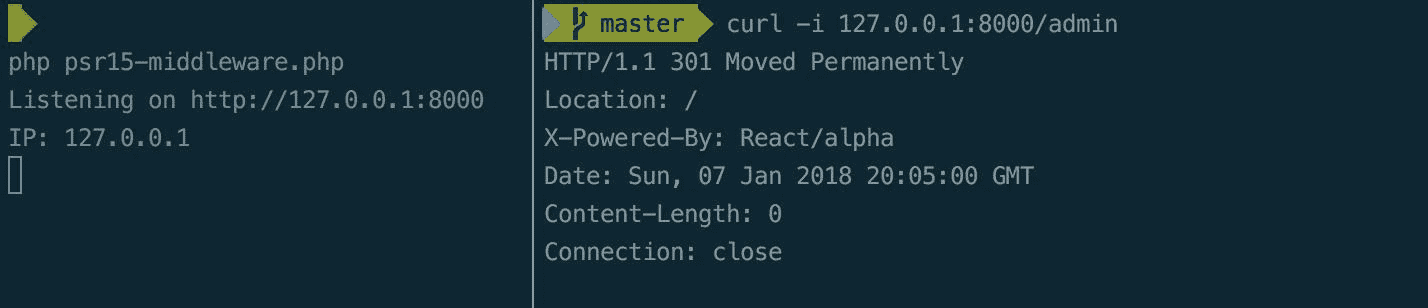 php psr15-middleware.php
Listening on http://127.0.0.1:8000
IP: 127.0.0.1
master curl -i 127.0.0.1:8000/admin
HTTP/1.1 301 Moved Permanently
Location: /
X-Powered-By: React/alpha
Date: Sun, 07 Jan 2018 20:05:00 GMT
Content-Length: 0
Connection: close